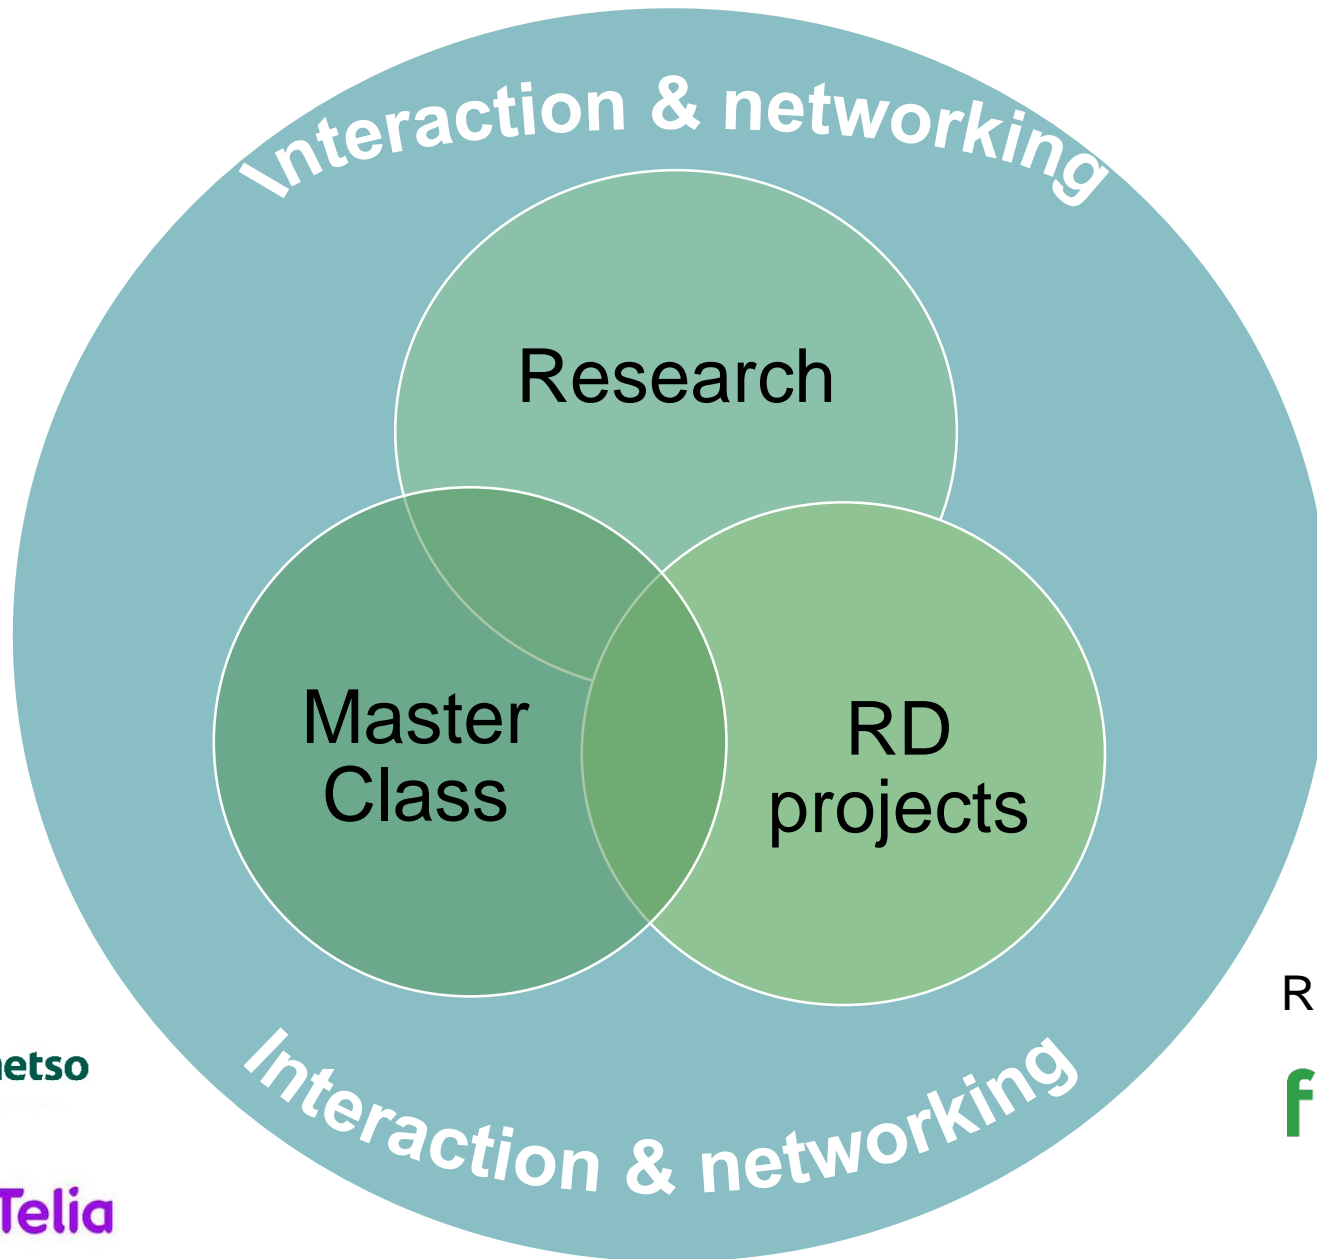 Interaction & networking
Research
Master
Class
RD
projects
R
etso
f
Telia
Interaction & networking